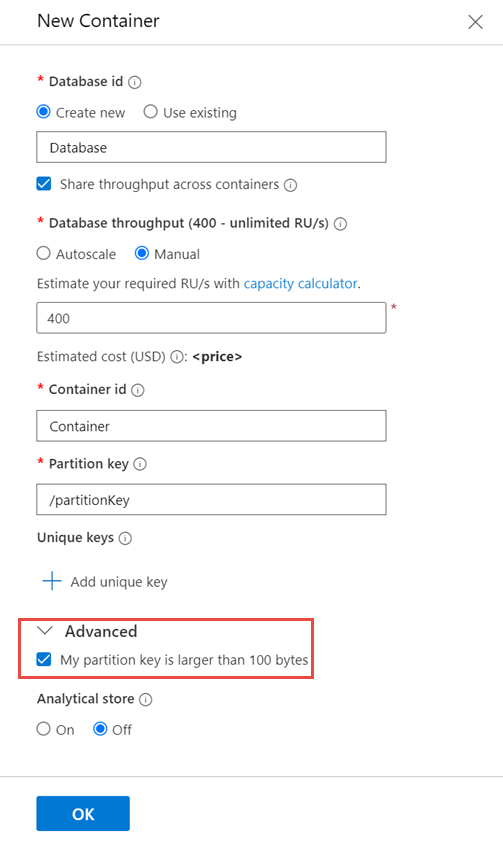 New Container
* Database id
Create new Use existing
Database
Share throughput across containers
* Database throughput (400 - unlimited RU/s)
Autoscale Manual
Estimate your required RU/s with capacity calculator.
400 *
Estimated cost (USD) : <price>
* Container id
Container
* Partition key
/partitionKey
Unique keys
Add unique key
Advanced
My partition key is larger than 100 bytes
Analytical store
On Off
OK